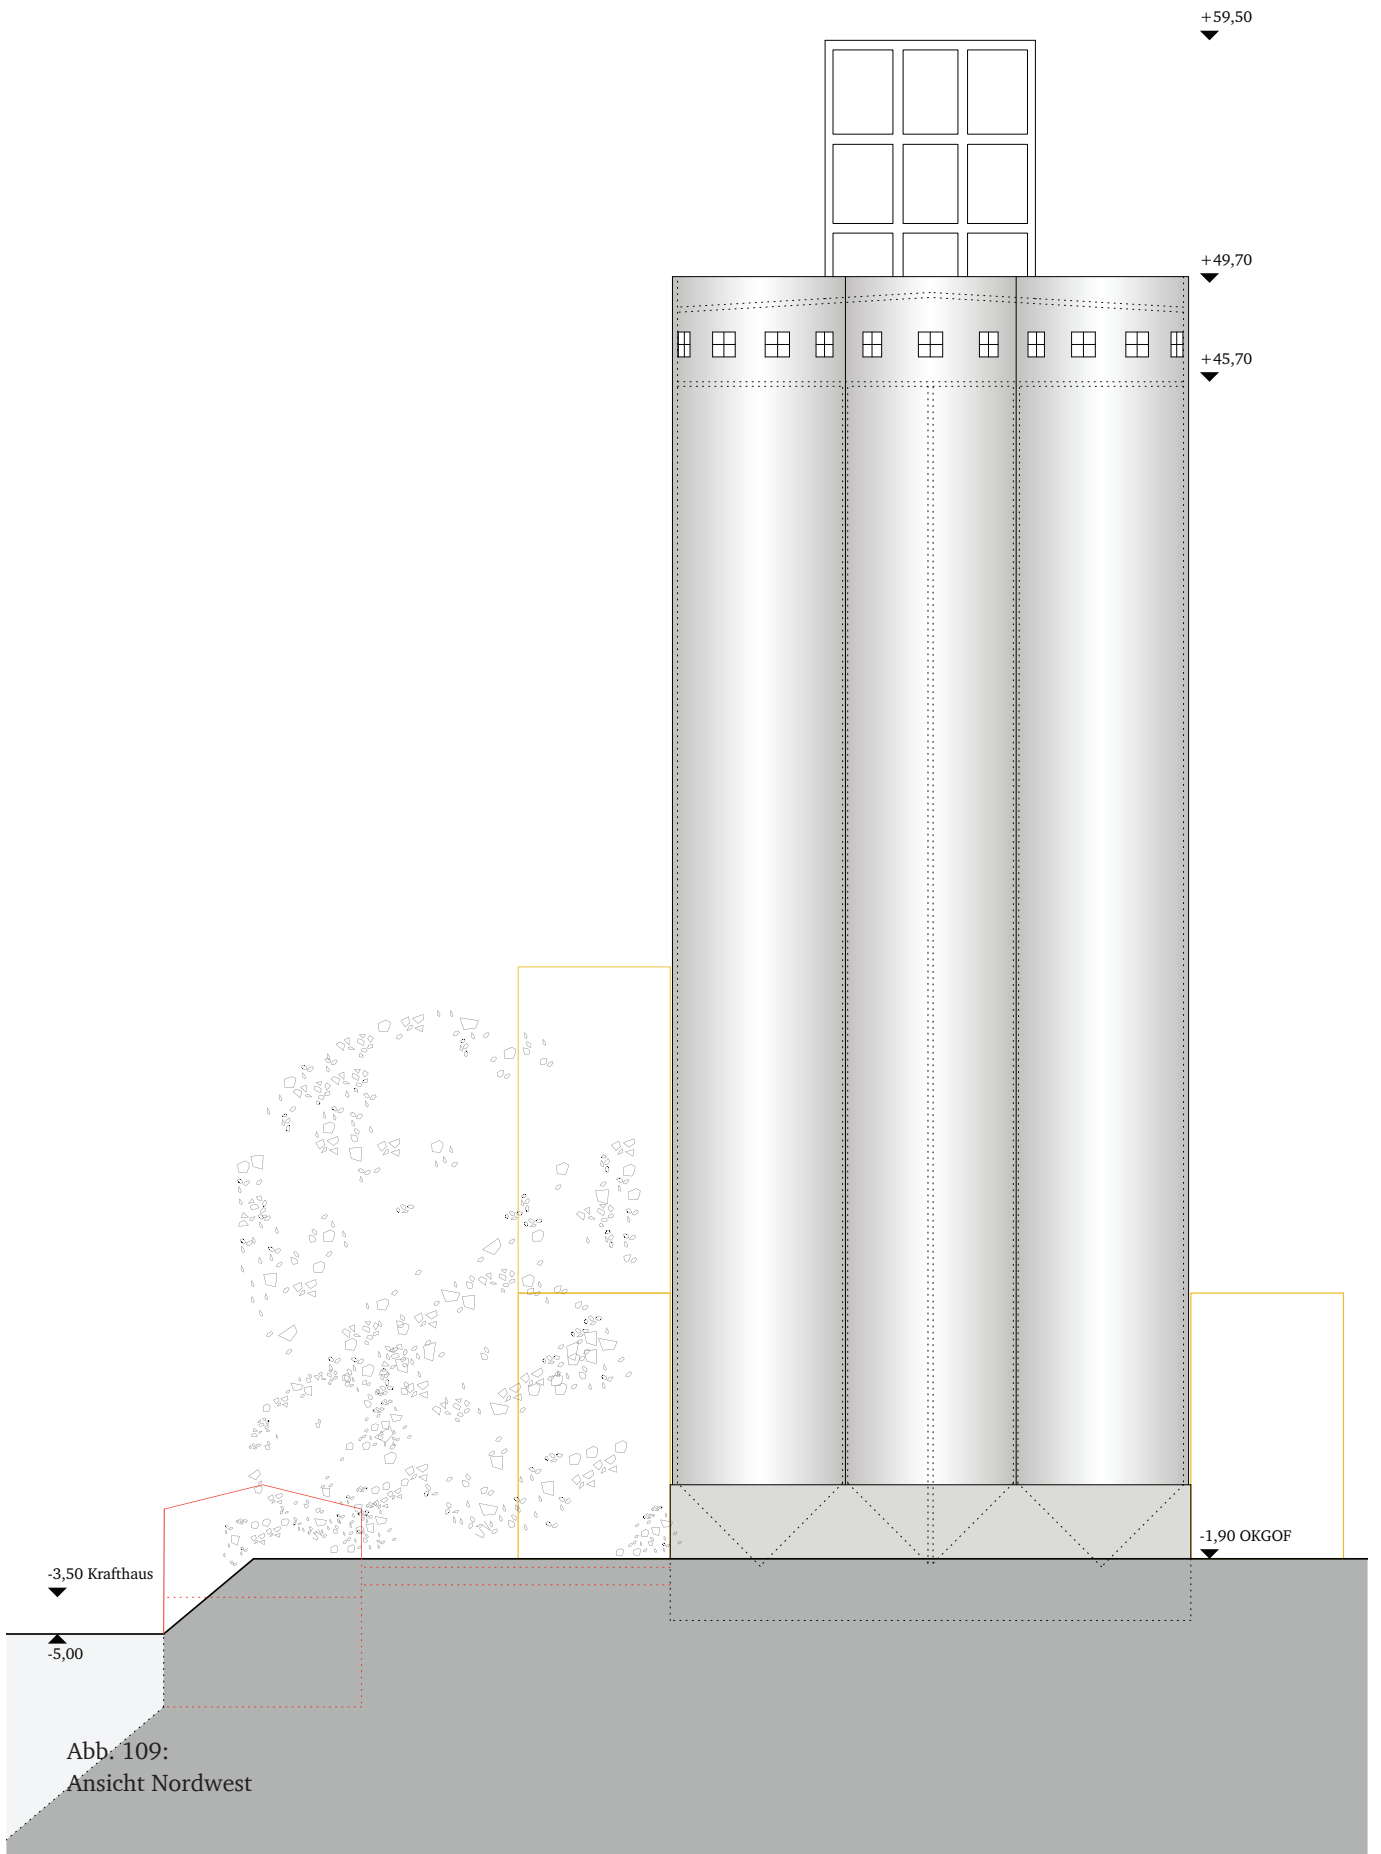 +59,50
+49,70
+45,70
-1,90 OKGOF
-3,50 Krafthaus
-5,00
Abb. 109:
Ansicht Nordwest